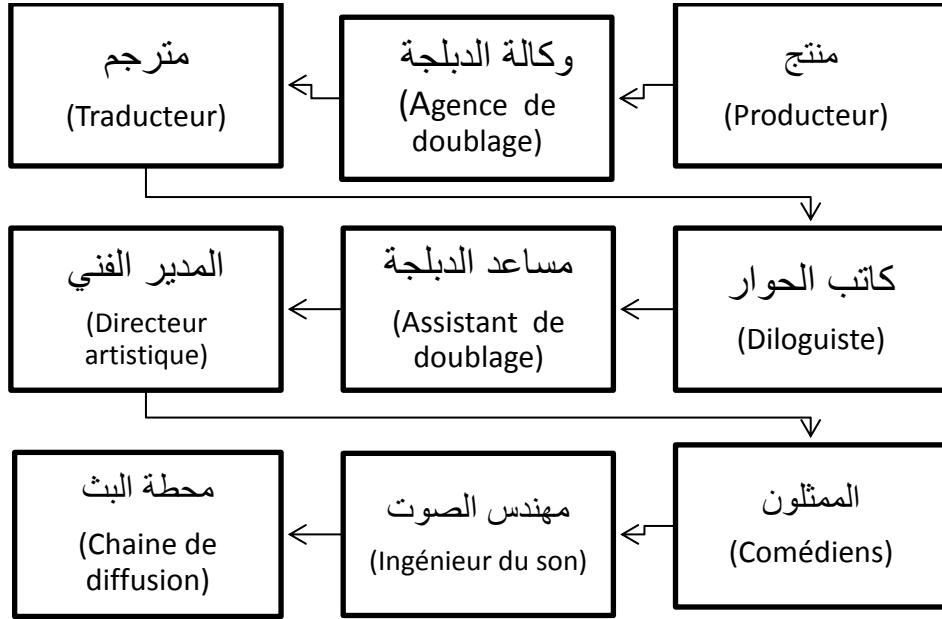 منتج
(Producteur)
وكالة الدبلجة
(Agence de
doublage)
مترجم
(Traducteur)
كاتب الحوار
(Diloguiste)
مساعد الدبلجة
(Assistant de
doublage)
المدير الفني
(Directeur
artistique)
الممثلون
(Comédiens)
مهندس الصوت
(Ingénieur du son)
محطة البث
(Chaine de
diffusion)